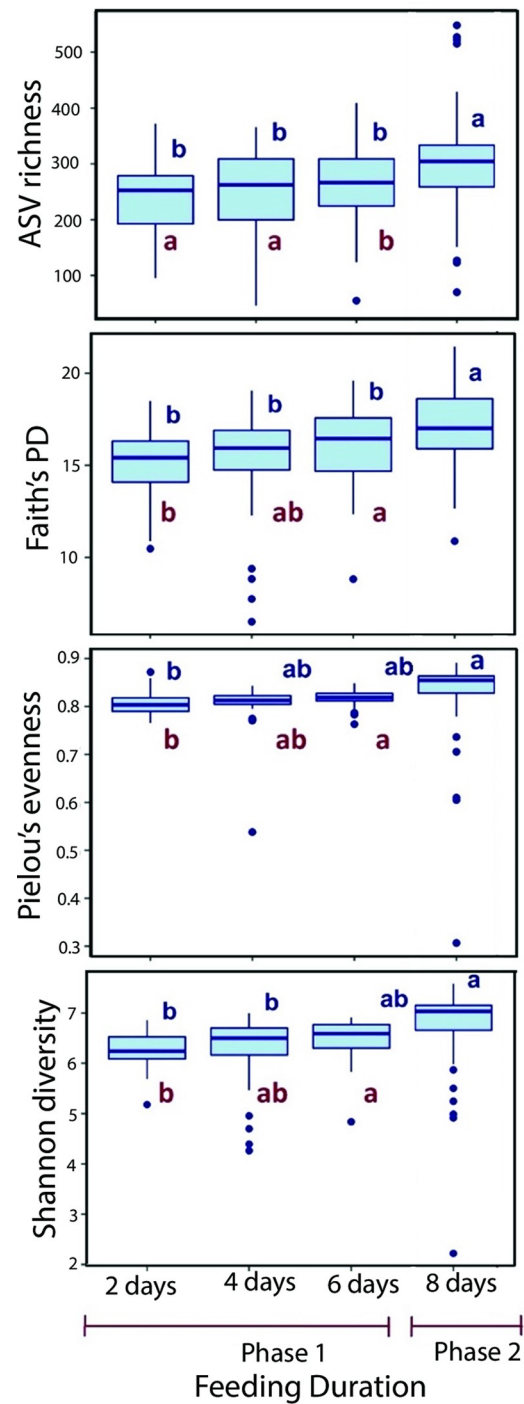 ASV richness
500
400
300
200
100
b
b
b
a
a
a
b
Faith's PD
20
15
10
b
b
b
a
b
ab
a
Pielou's evenness
0.9
0.8
0.7
0.6
0.5
0.4
0.3
b
ab
ab
a
b
ab
a
Shannon diversity
7
6
5
4
3
2
b
b
ab
a
b
ab
a
2 days 4 days 6 days 8 days
Phase 1 Phase 2
Feeding Duration